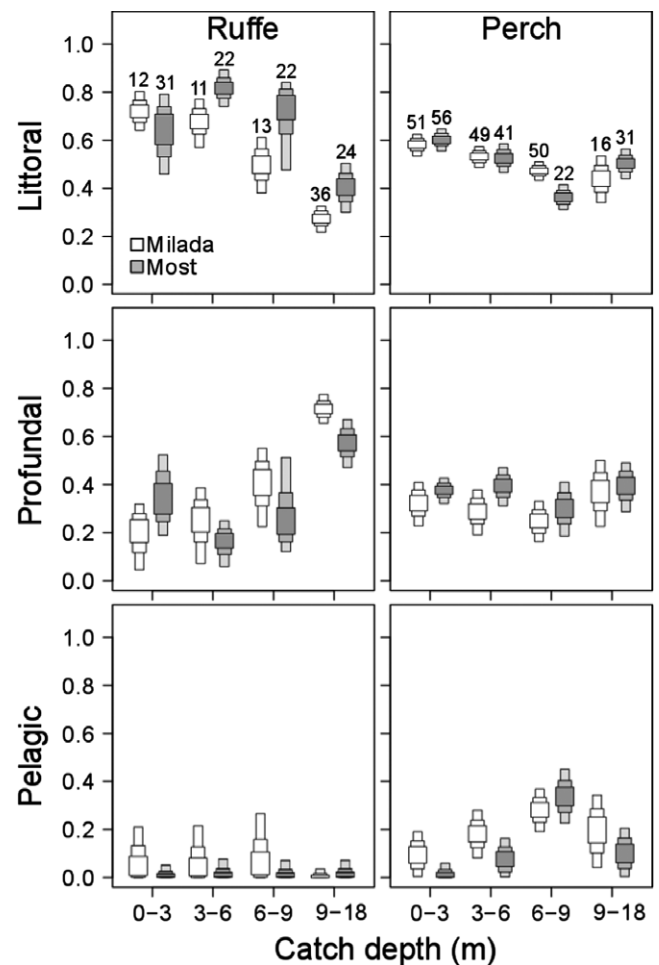 Ruffe
Perch
Littoral
1.0
0.8
0.6
0.4
0.2
0.0
12 31 11 22 13 22 36 24
51 56 49 41 50 22 16 31
Milada
Most
Profundal
1.0
0.8
0.6
0.4
0.2
0.0
Pelagic
1.0
0.8
0.6
0.4
0.2
0.0
0–3 3–6 6–9 9–18
0–3 3–6 6–9 9–18
Catch depth (m)